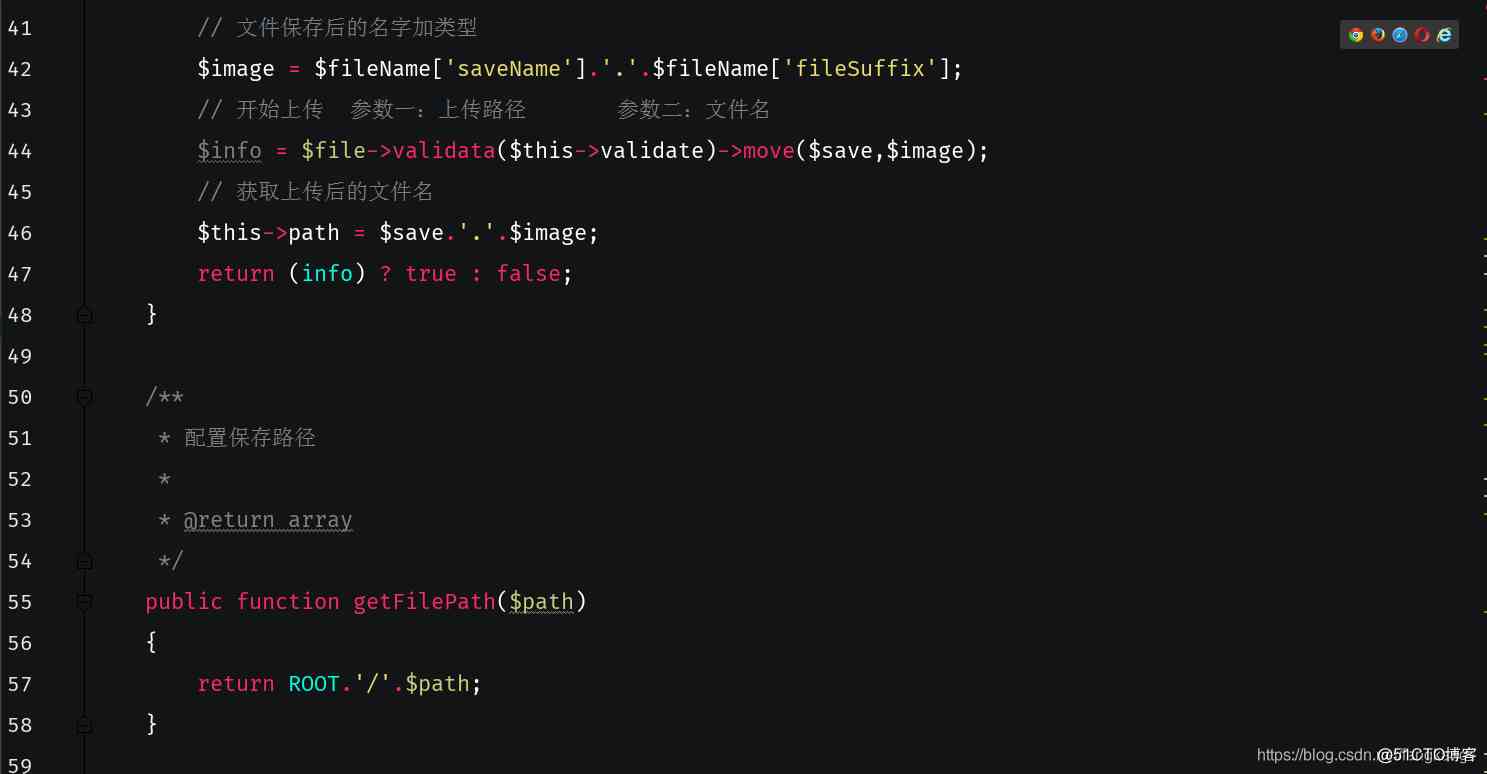 41 // 文件保存后的名字加类型
42 $image = $fileName['saveName'].'.'.$fileName['fileSuffix'];
43 // 开始上传 参数一: 上传路径 参数二: 文件名
44 $info = $file->validata($this->validate)->move($save,$image);
45 // 获取上传后的文件名
46 $this->path = $save.'.'.$image;
47 return (info) ? true : false;
48 }
49
50 /**
51 * 配置保存路径
52 *
53 * @return array
54 */
55 public function getFilePath($path)
56 {
57 return ROOT.'/'.$path;
58 }
59
https://blog.csdn. @51CTO博客